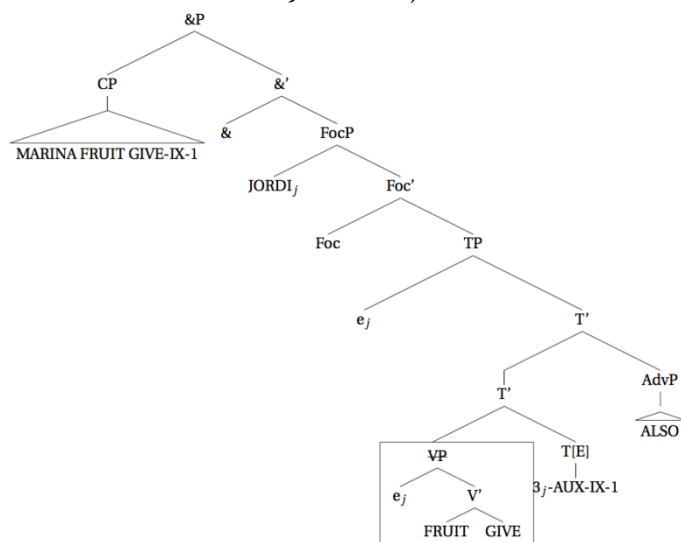 &P
CP &'
& FocP
MARINA FRUIT GIVE-IX-1
JORDIj Foc'
Foc TP
ej T'
T' AdvP
ALSO
VP T[E]
ej V' 3j-AUX-IX-1
FRUIT GIVE